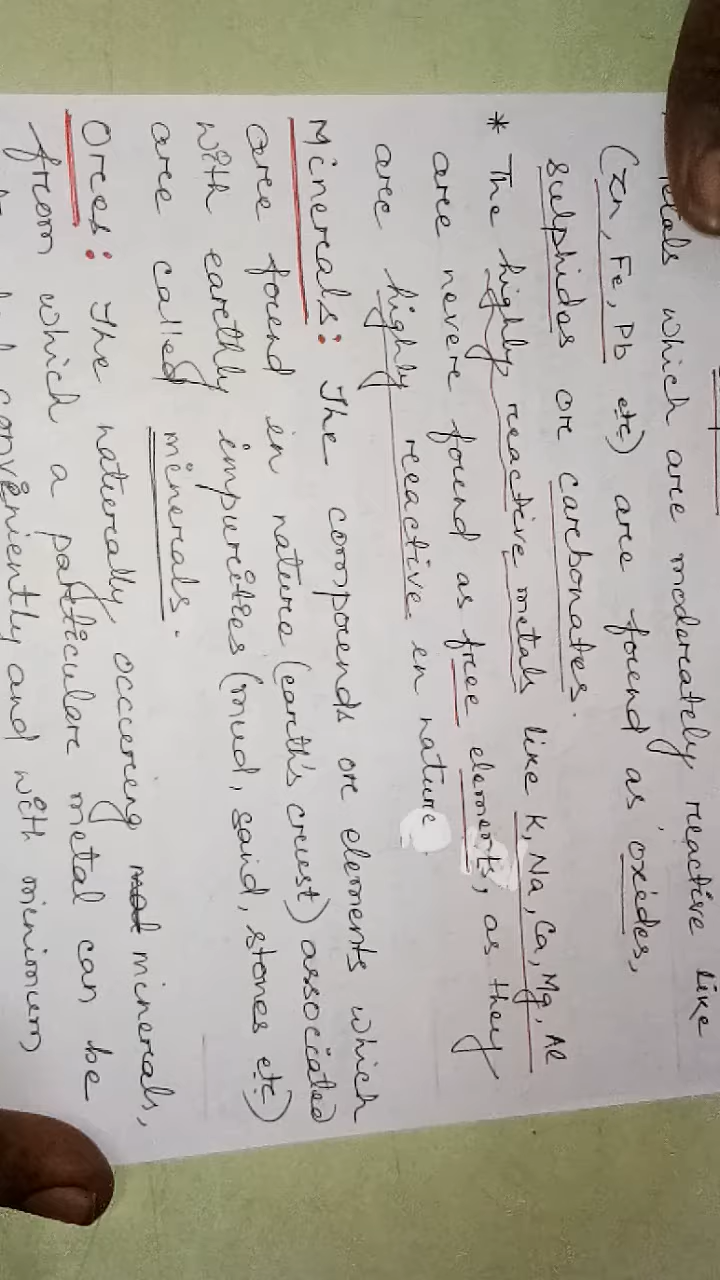 which are moderately reactive like
(Zn, Fe, Pb etc) are found as oxides,
sulphides or carbonates.
* The highly reactive metals like K, Na, Ca, Mg, Al
are never found as free elements, as they
are highly reactive in nature.
Minerals: The compounds or elements which
are found in nature (earth's crust) associated
with earthly impurities (mud, sand, stones etc)
are called minerals.
Ores: The naturally occuring minerals,
from which a particular metal can be
conveniently and with minimum